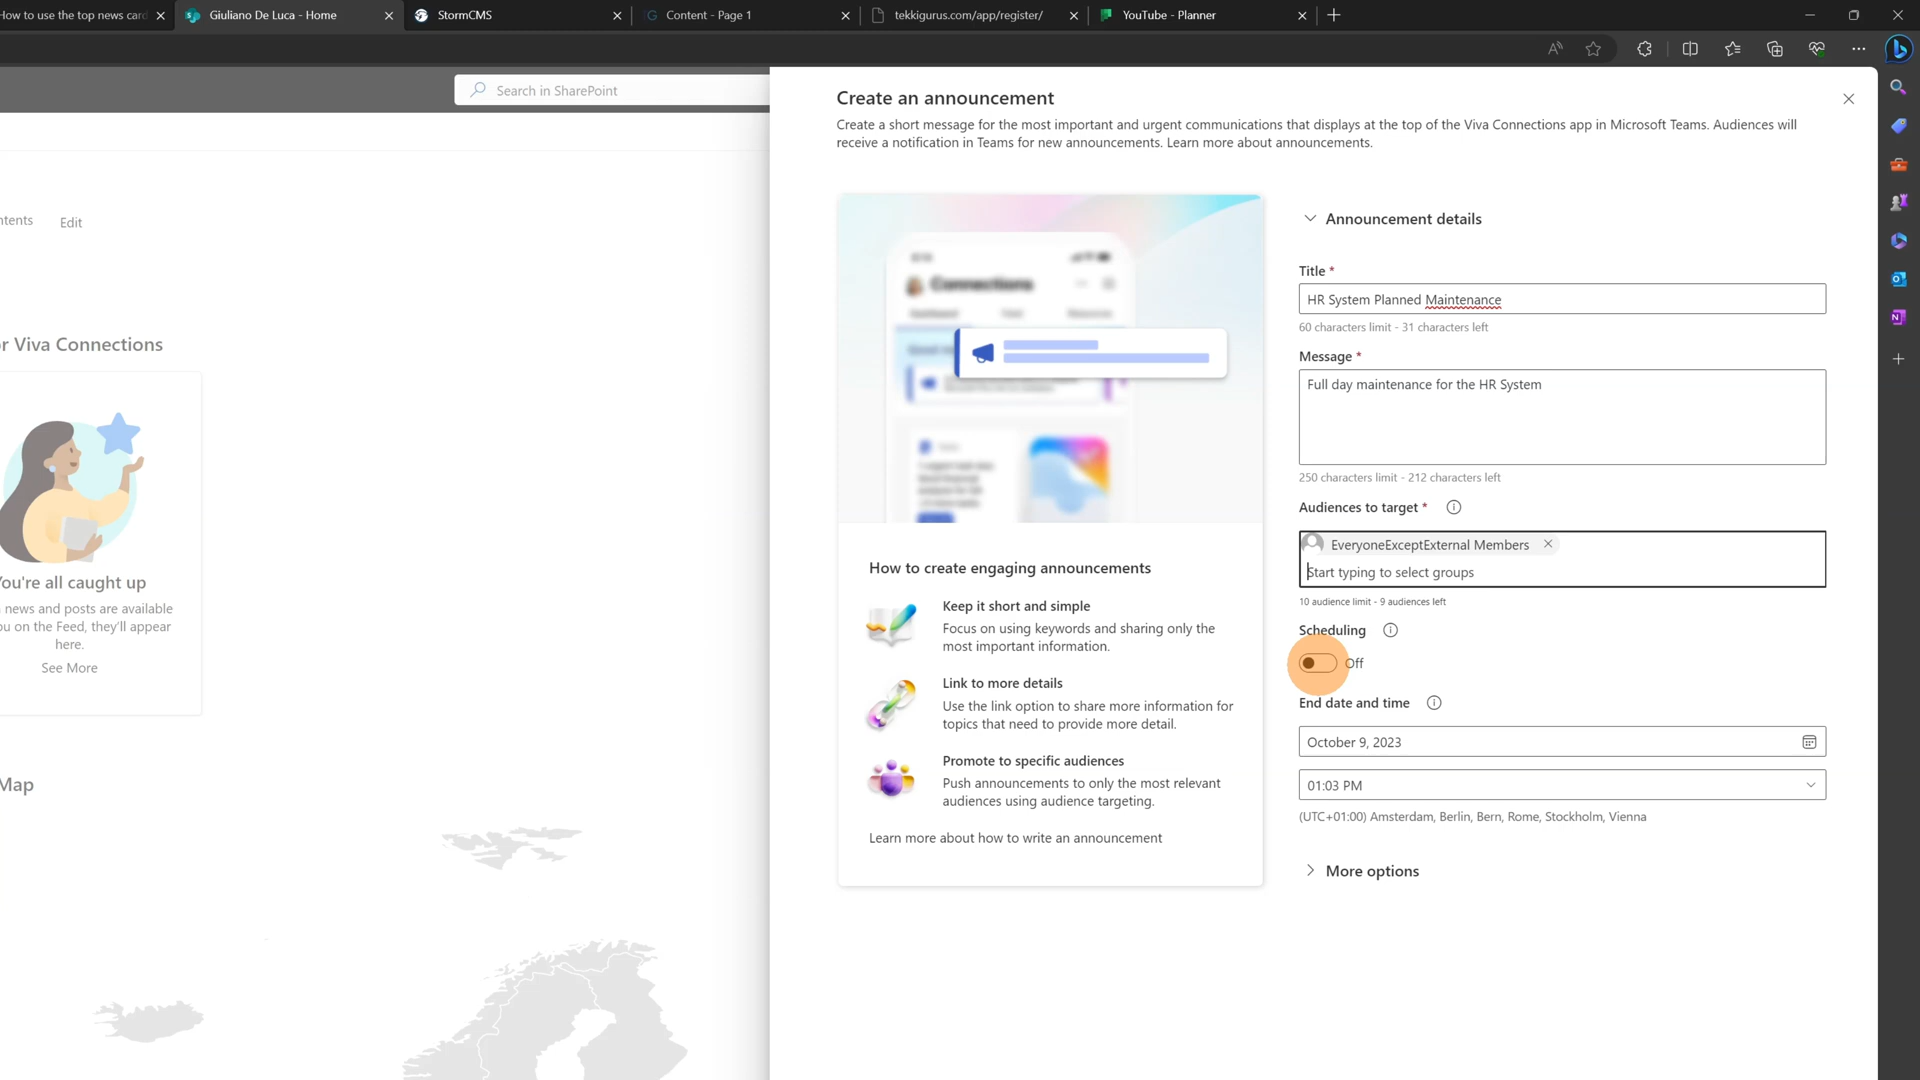 How to use the top news card
Giuliano De Luca - Home
StormCMS
Content - Page 1
tekkigurus.com/app/register/
YouTube - Planner
Search in SharePoint
Create an announcement
Create a short message for the most important and urgent communications that displays at the top of the Viva Connections app in Microsoft Teams. Audiences will
receive a notification in Teams for new announcements. Learn more about announcements.
ntents
Edit
r Viva Connections
You're all caught up
news and posts are available
ou on the Feed, they'll appear
here.
See More
Map
Connections
How to create engaging announcements
Keep it short and simple
Focus on using keywords and sharing only the
most important information.
Link to more details
Use the link option to share more information for
topics that need to provide more detail.
Promote to specific audiences
Push announcements to only the most relevant
audiences using audience targeting.
Learn more about how to write an announcement
Announcement details
Title *
HR System Planned Maintenance
60 characters limit - 31 characters left
Message *
Full day maintenance for the HR System
250 characters limit - 212 characters left
Audiences to target *
EveryoneExceptExternal Members
Start typing to select groups
10 audience limit - 9 audiences left
Scheduling
Off
End date and time
October 9, 2023
01:03 PM
(UTC+01:00) Amsterdam, Berlin, Bern, Rome, Stockholm, Vienna
More options